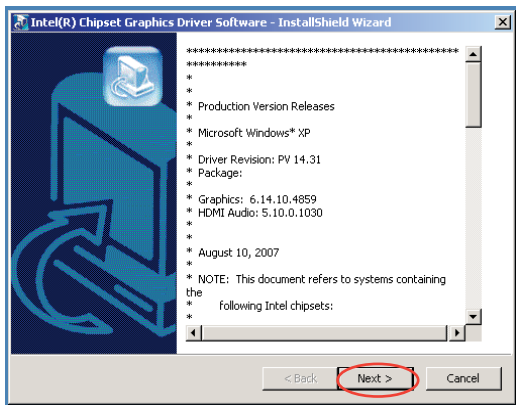 Intel(R) Chipset Graphics Driver Software - InstallShield Wizard
************************************************
**********
*
*
* Production Version Releases
*
* Microsoft Windows* XP
*
* Driver Revision: PV 14.31
* Package:
*
* Graphics: 6.14.10.4859
* HDMI Audio: 5.10.0.1030
*
*
* August 10, 2007
*
* NOTE: This document refers to systems containing
the
* following Intel chipsets:
*
< Back
Next >
Cancel